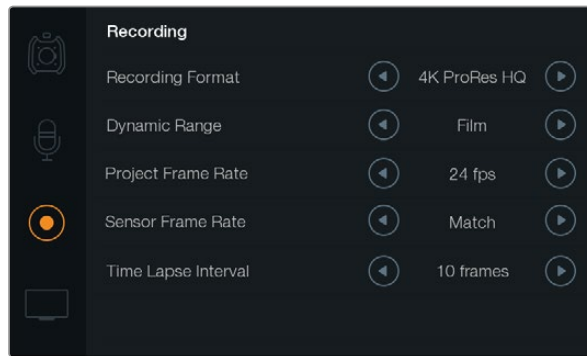 Recording
Recording Format 4K ProRes HQ
Dynamic Range Film
Project Frame Rate 24 fps
Sensor Frame Rate Match
Time Lapse Interval 10 frames